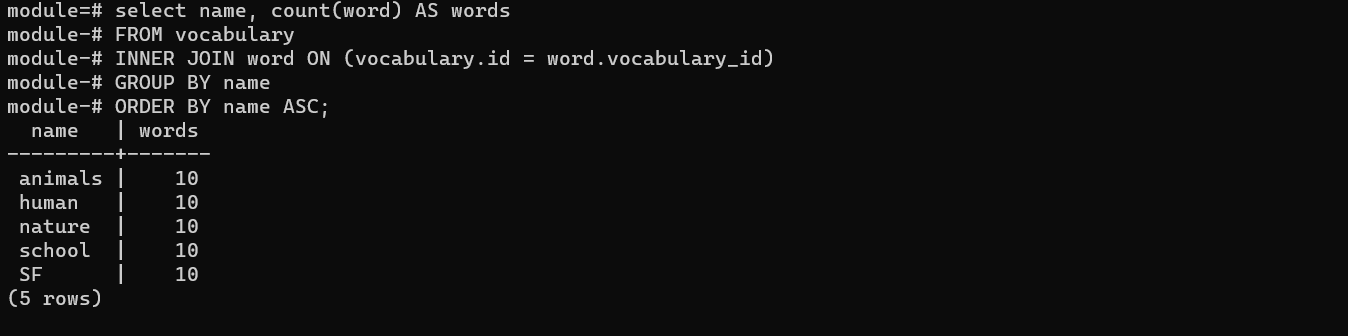 module=# select name, count(word) AS words
module-# FROM vocabulary
module-# INNER JOIN word ON (vocabulary.id = word.vocabulary_id)
module-# GROUP BY name
module-# ORDER BY name ASC;
  name   | words
---------+-------
 animals |    10
 human   |    10
 nature  |    10
 school  |    10
 SF      |    10
(5 rows)